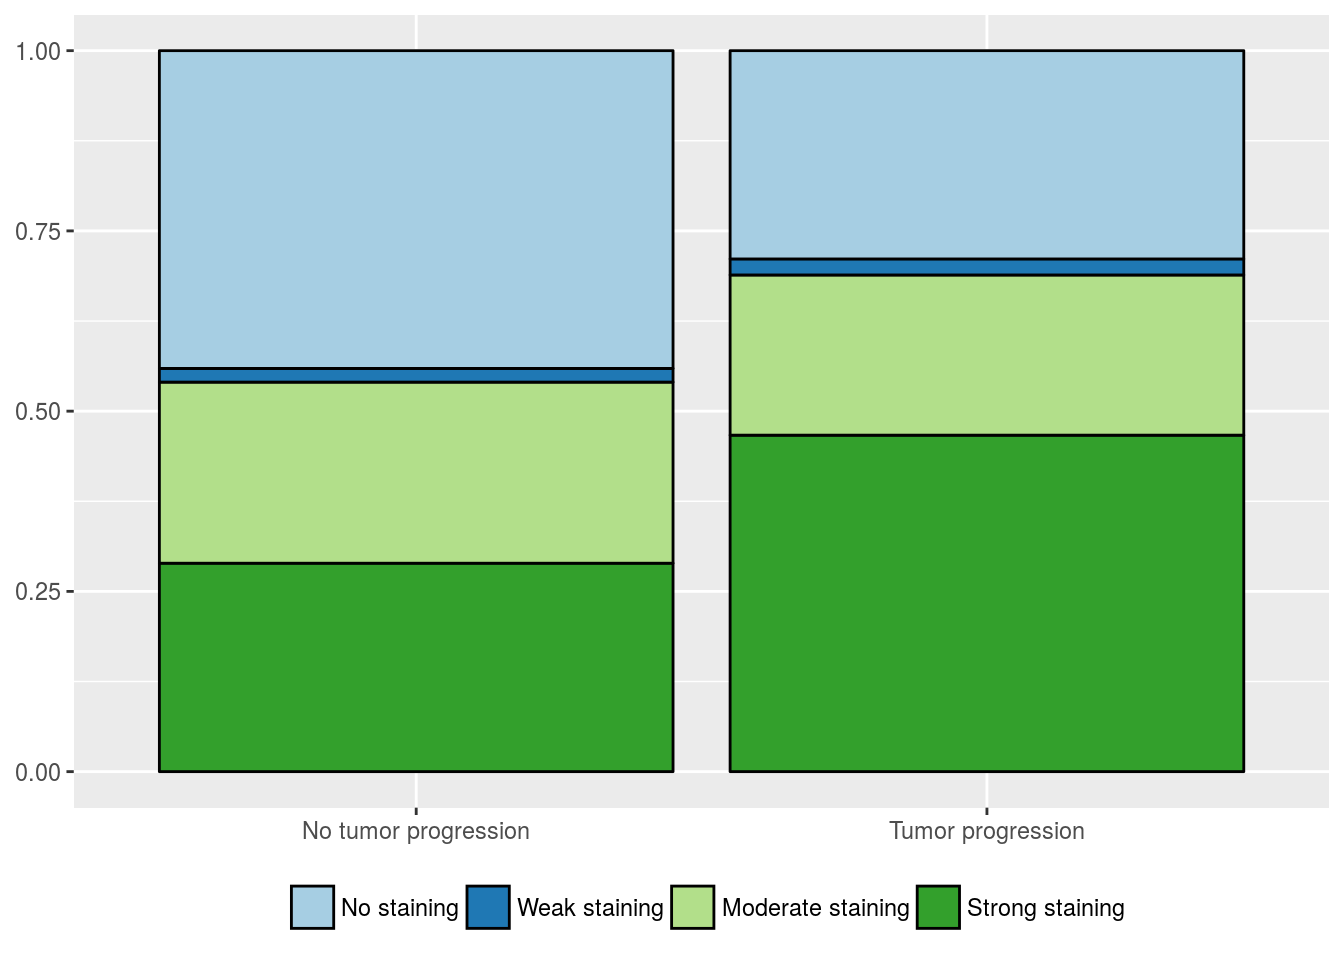 1.00
0.75
0.50
0.25
0.00
No tumor progression
Tumor progression
No staining
Weak staining
Moderate staining
Strong staining